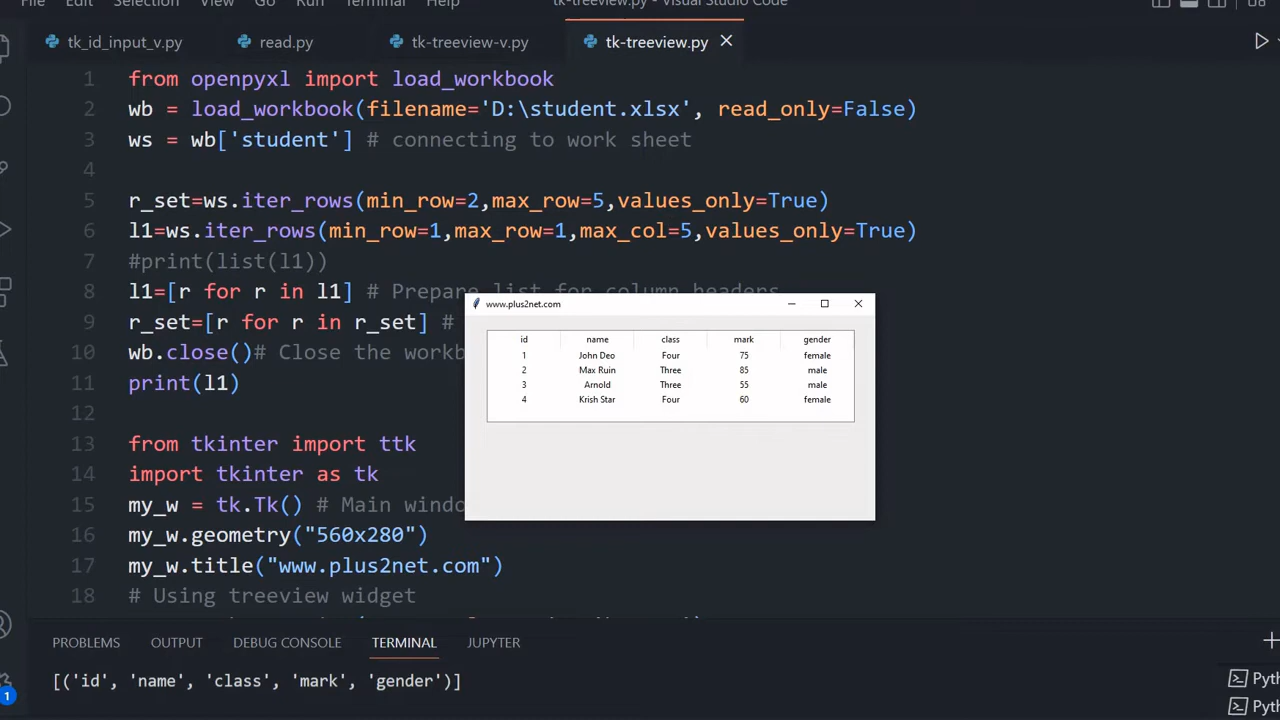 File Edit Selection View Go Run Terminal Help tk-treeview.py - Visual Studio Code
tk_id_input_v.py read.py tk-treeview-v.py tk-treeview.py
1 from openpyxl import load_workbook
2 wb = load_workbook(filename='D:\student.xlsx', read_only=False)
3 ws = wb['student'] # connecting to work sheet
4
5 r_set=ws.iter_rows(min_row=2,max_row=5,values_only=True)
6 l1=ws.iter_rows(min_row=1,max_row=1,max_col=5,values_only=True)
7 #print(list(l1))
8 l1=[r for r in l1] # Prepare list for column headers
9 r_set=[r for r in r_set] #
10 wb.close()# Close the workb
11 print(l1)
12
13 from tkinter import ttk
14 import tkinter as tk
15 my_w = tk.Tk() # Main windo
16 my_w.geometry("560x280")
17 my_w.title("www.plus2net.com")
18 # Using treeview widget
www.plus2net.com
id name class mark gender
1 John Deo Four 75 female
2 Max Ruin Three 85 male
3 Arnold Three 55 male
4 Krish Star Four 60 female
PROBLEMS OUTPUT DEBUG CONSOLE TERMINAL JUPYTER
[('id', 'name', 'class', 'mark', 'gender')]
Pyth
Pyth
1